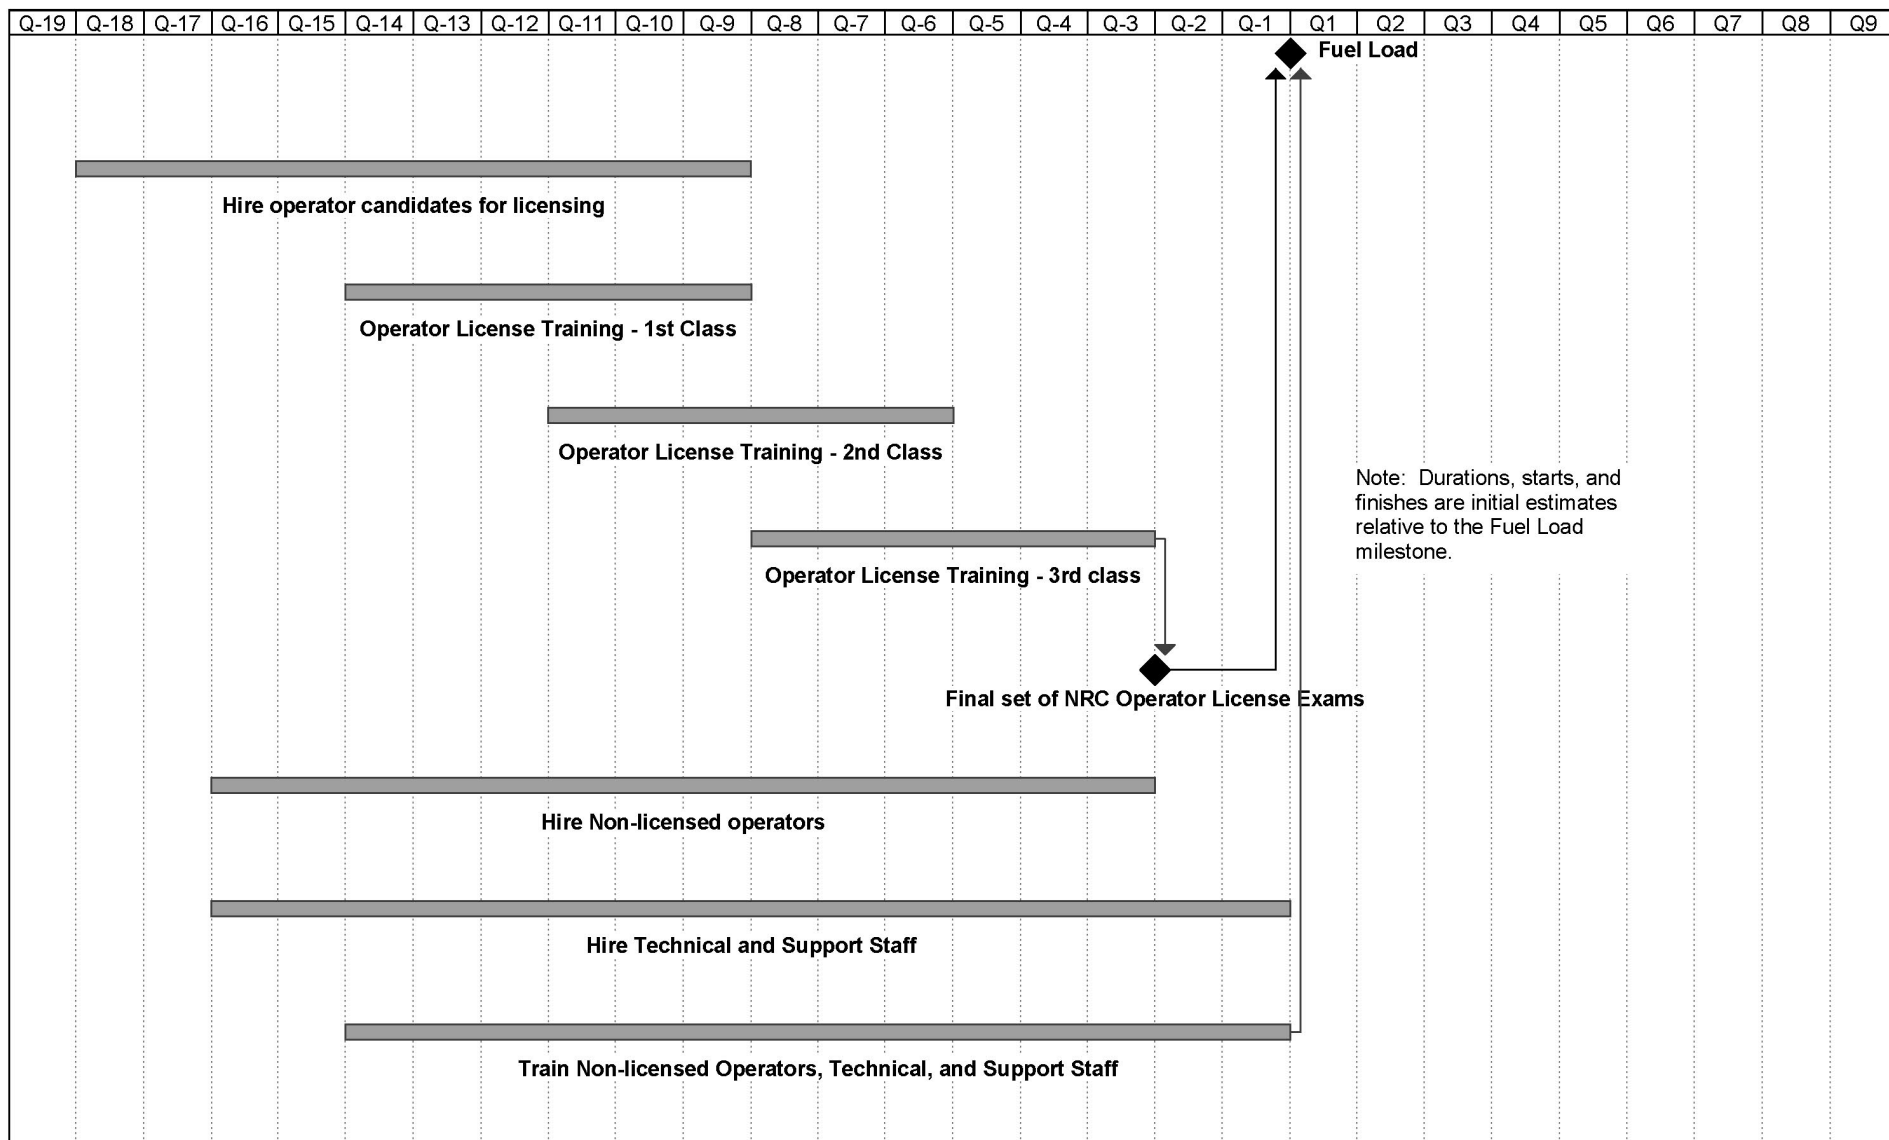 Q-19 Q-18 Q-17 Q-16 Q-15 Q-14 Q-13 Q-12 Q-11 Q-10 Q-9 Q-8 Q-7 Q-6 Q-5 Q-4 Q-3 Q-2 Q-1 Q1 Q2 Q3 Q4 Q5 Q6 Q7 Q8 Q9
Fuel Load
Hire operator candidates for licensing
Operator License Training - 1st Class
Operator License Training - 2nd Class
Note: Durations, starts, and
finishes are initial estimates
relative to the Fuel Load
milestone.
Operator License Training - 3rd class
Final set of NRC Operator License Exams
Hire Non-licensed operators
Hire Technical and Support Staff
Train Non-licensed Operators, Technical, and Support Staff